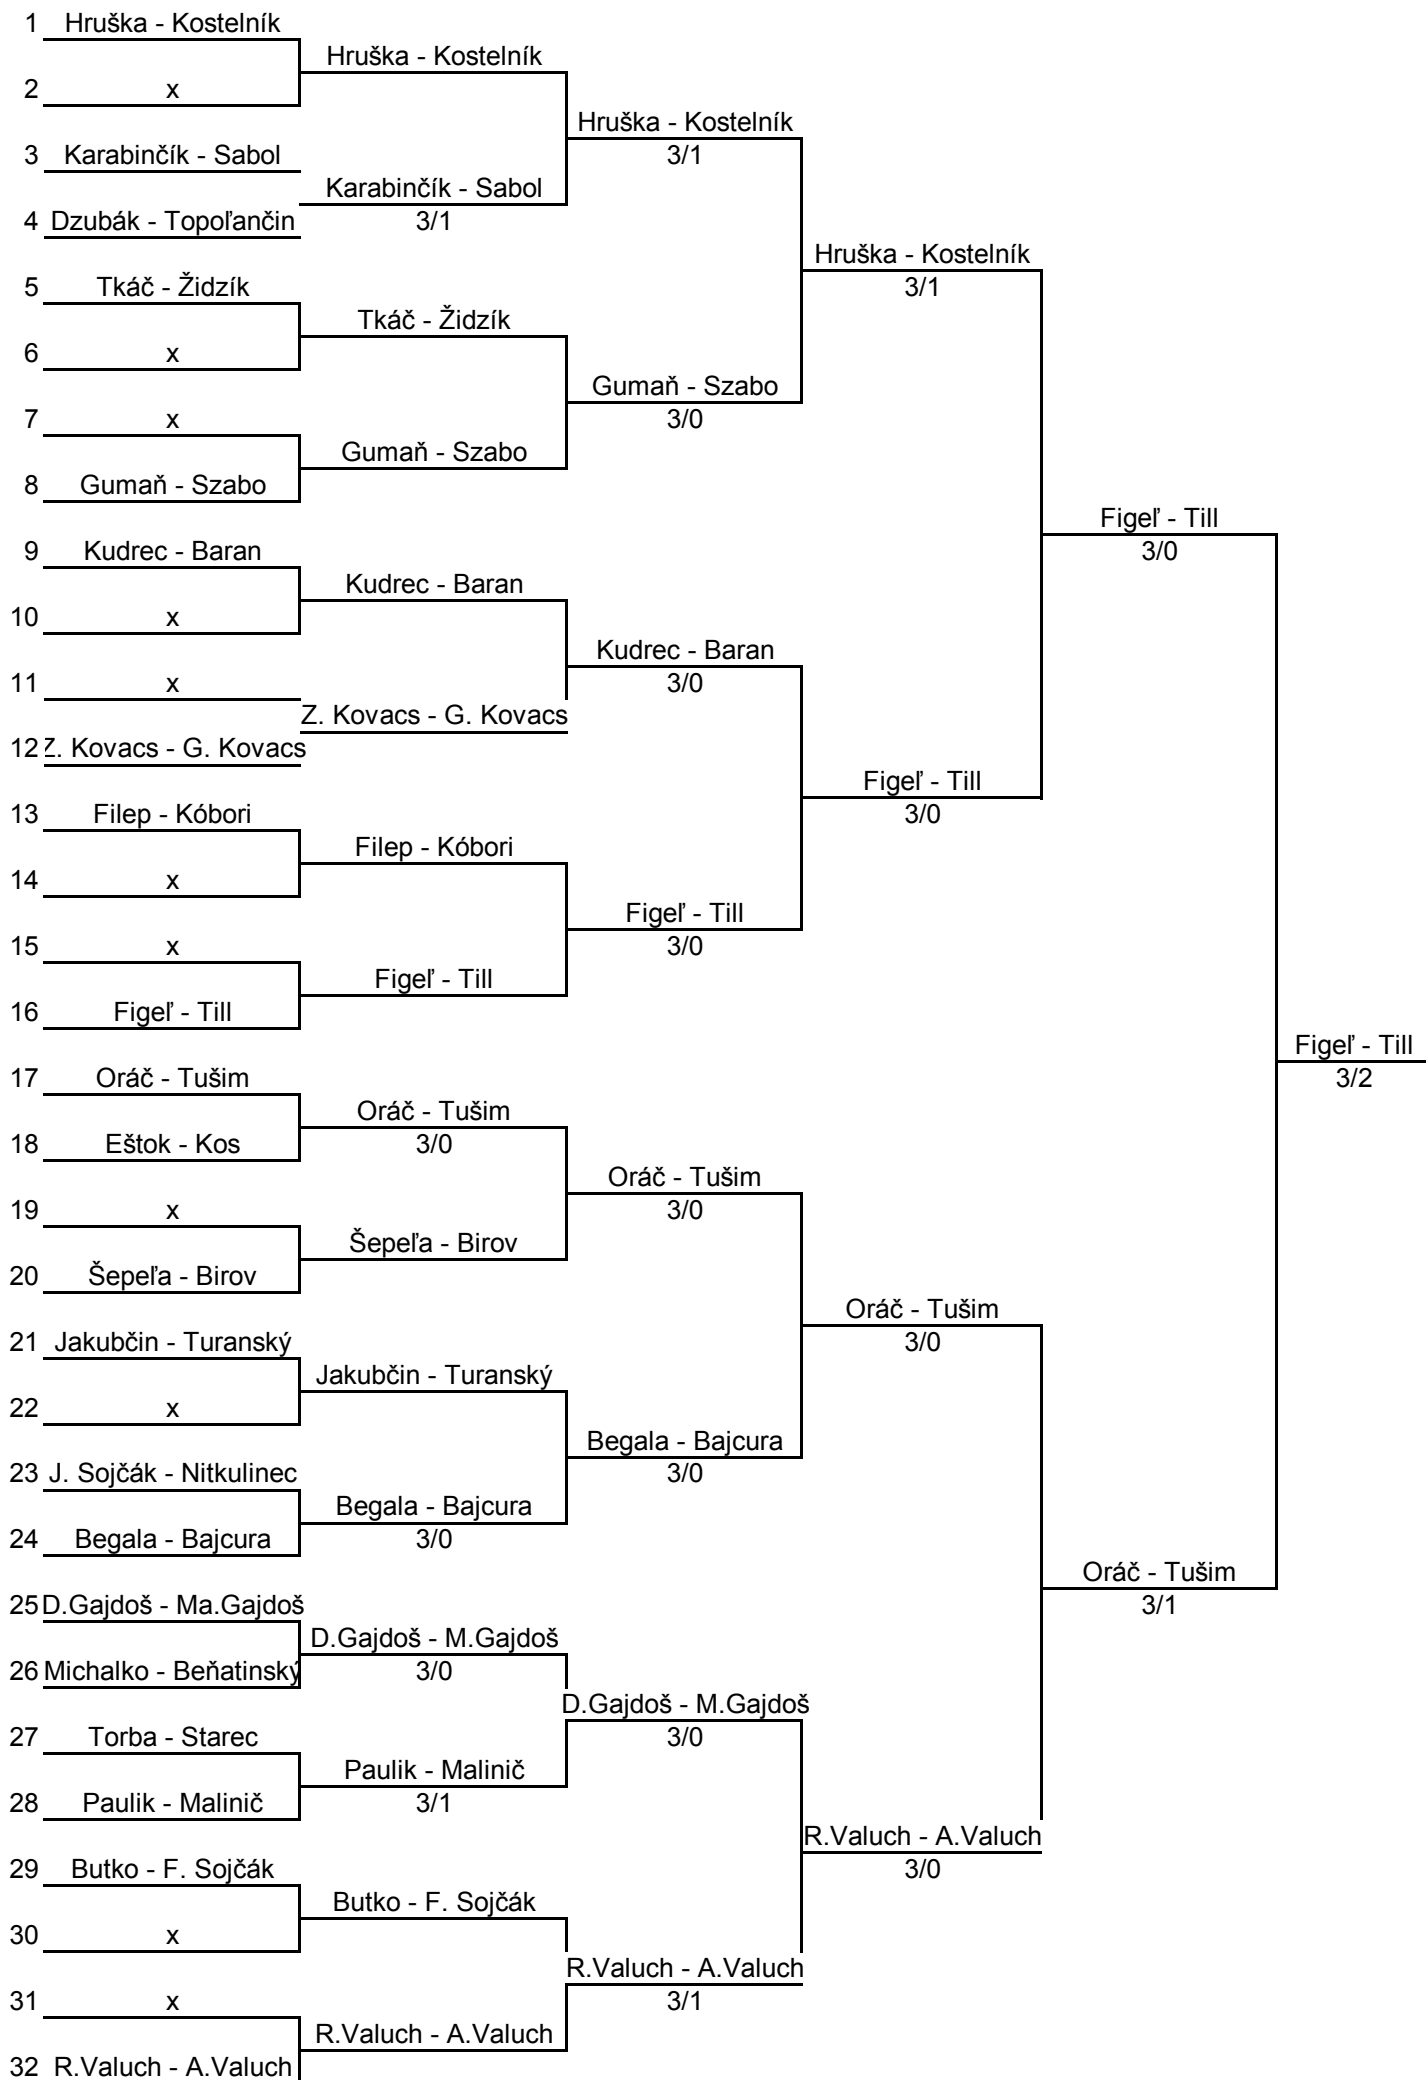 1 Hruška - Kostelník
Hruška - Kostelník
2 x
Hruška - Kostelník
3/1
3 Karabinčík - Sabol
Karabinčík - Sabol
3/1
4 Dzubák - Topoľančin
Hruška - Kostelník
3/1
5 Tkáč - Židzík
Tkáč - Židzík
6 x
Gumaň - Szabo
3/0
7 x
Gumaň - Szabo
8 Gumaň - Szabo
Figeľ - Till
3/0
9 Kudrec - Baran
Kudrec - Baran
10 x
Kudrec - Baran
3/0
11 x
Z. Kovacs - G. Kovacs
12 Z. Kovacs - G. Kovacs
Figeľ - Till
3/0
13 Filep - Kóbori
Filep - Kóbori
14 x
Figeľ - Till
3/0
15 x
Figeľ - Till
16 Figeľ - Till
Figeľ - Till
3/2
17 Oráč - Tušim
Oráč - Tušim
3/0
18 Eštok - Kos
Oráč - Tušim
3/0
19 x
Šepeľa - Birov
20 Šepeľa - Birov
Oráč - Tušim
3/0
21 Jakubčin - Turanský
Jakubčin - Turanský
22 x
Begala - Bajcura
3/0
23 J. Sojčák - Nitkulinec
Begala - Bajcura
3/0
24 Begala - Bajcura
Oráč - Tušim
3/1
25 D.Gajdoš - Ma.Gajdoš
D.Gajdoš - M.Gajdoš
3/0
26 Michalko - Beňatinský
D.Gajdoš - M.Gajdoš
3/0
27 Torba - Starec
Paulik - Malinič
3/1
28 Paulik - Malinič
R.Valuch - A.Valuch
3/0
29 Butko - F. Sojčák
Butko - F. Sojčák
30 x
R.Valuch - A.Valuch
3/1
31 x
R.Valuch - A.Valuch
32 R.Valuch - A.Valuch